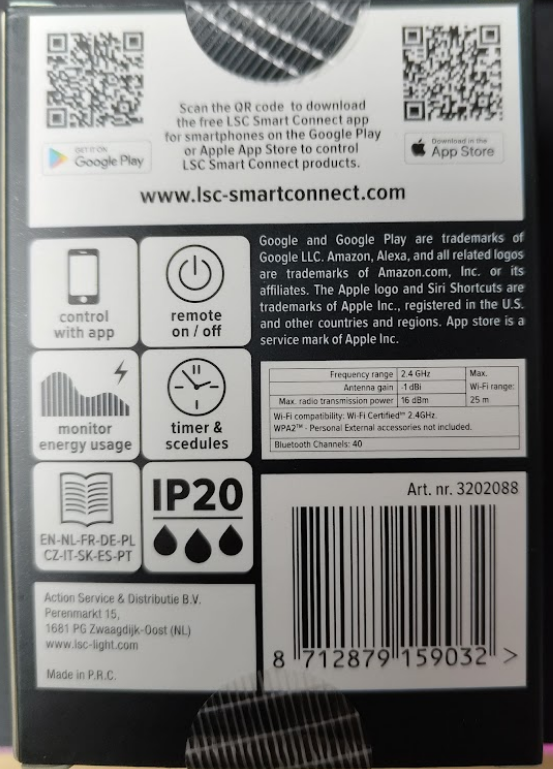 Scan the QR code to download
the free LSC Smart Connect app
for smartphones on the Google Play
or Apple App Store to control
LSC Smart Connect products.
GET IT ON
Google Play
Download in the
App Store
www.lsc-smartconnect.com
control
with app
remote
on / off
monitor
energy usage
timer &
scedules
EN-NL-FR-DE-PL
CZ-IT-SK-ES-PT
IP20
Google and Google Play are trademarks of
Google LLC. Amazon, Alexa, and all related logos
are trademarks of Amazon.com, Inc. or its
affiliates. The Apple logo and Siri Shortcuts are
trademarks of Apple Inc., registered in the U.S.
and other countries and regions. App store is a
service mark of Apple Inc.
Frequency range 2.4 GHz
Antenna gain -1 dBi
Max. radio transmission power 16 dBm
Max.
Wi-Fi range:
25 m
Wi-Fi compatibility: Wi-Fi Certified™ 2.4GHz.
WPA2™ - Personal External accessories not included.
Bluetooth Channels: 40
Art. nr. 3202088
8 712879 159032 >
Action Service & Distributie B.V.
Perenmarkt 15,
1681 PG Zwaagdijk-Oost (NL)
www.lsc-light.com
Made in P.R.C.